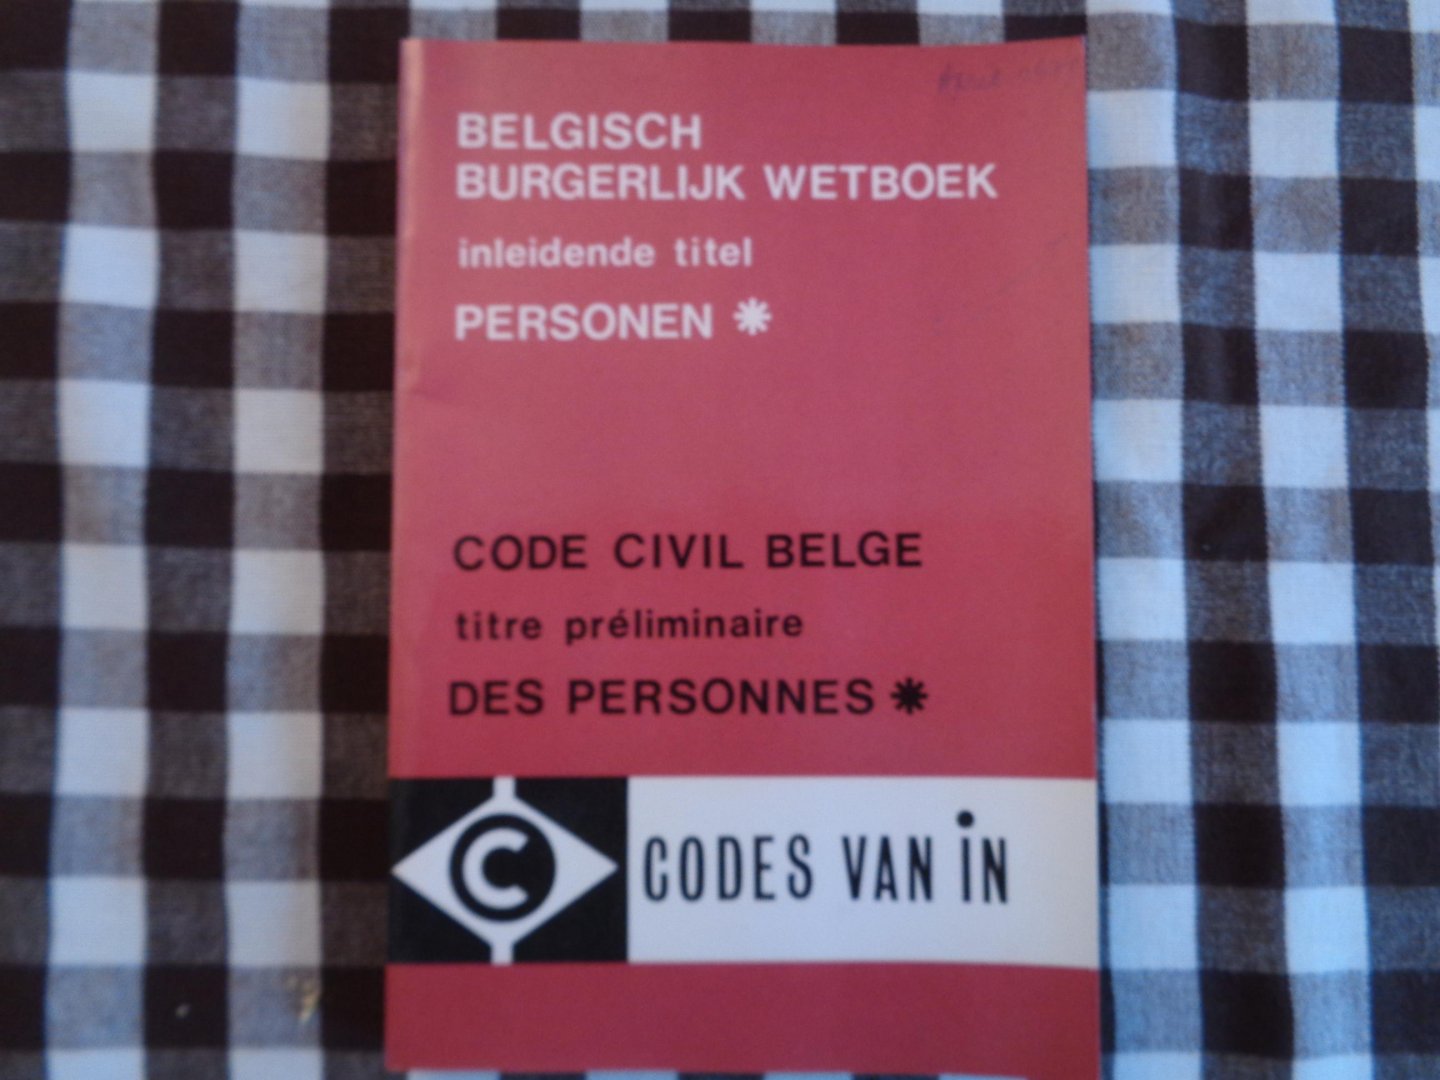 BELGISCH
BURGERLIJK WETBOEK
inleidende titel
PERSONEN *
CODE CIVIL BELGE
titre préliminaire
DES PERSONNES *
C CODES VAN IN